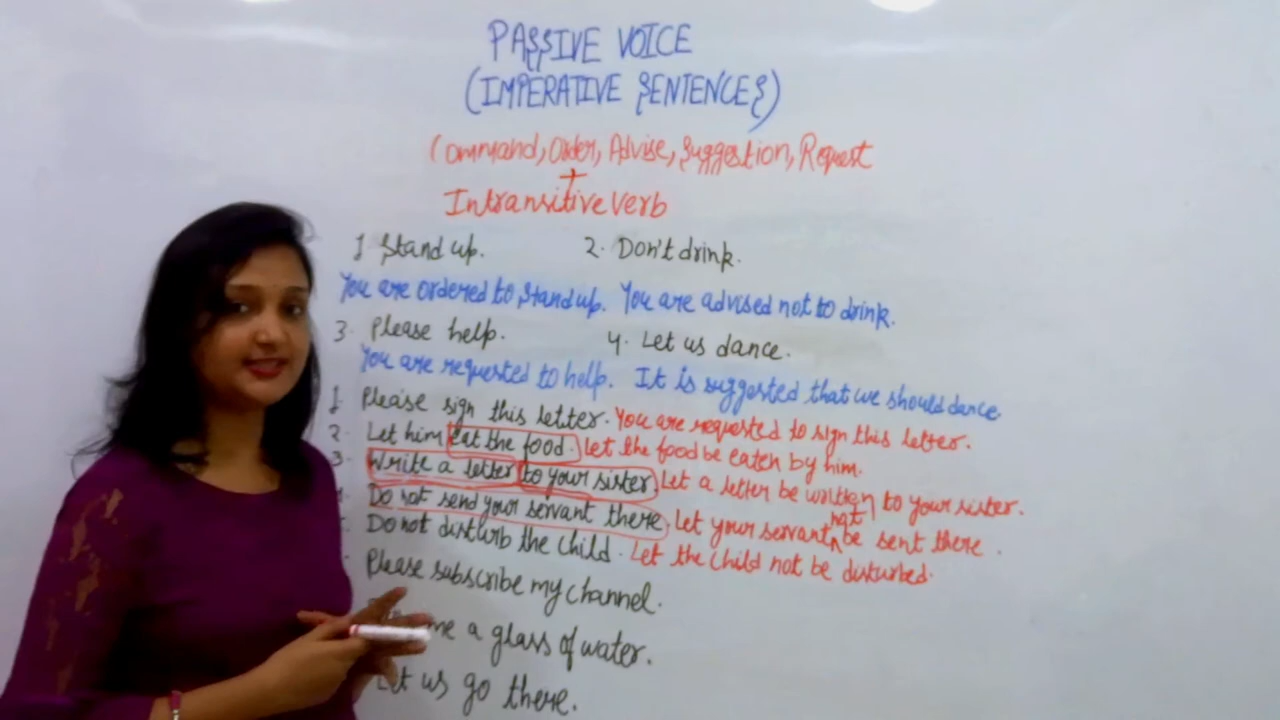 PASSIVE VOICE
(IMPERATIVE SENTENCES)
Command, Order, Advise, Suggestion, Request
+
Intransitive Verb
1 Stand up. 2. Don't drink.
You are ordered to Stand up. You are advised not to drink.
3. Please help. 4. Let us dance.
You are requested to help. It is suggested that we should dance.
1. Please sign this letter. You are requested to sign this letter.
2. Let him eat the food. Let the food be eaten by him.
3. Write a letter to your sister. Let a letter be written to your sister.
Do not send your servant there. Let your servant not be sent there.
Do not disturb the child. Let the child not be disturbed.
Please subscribe my channel.
me a glass of water.
Let us go there.